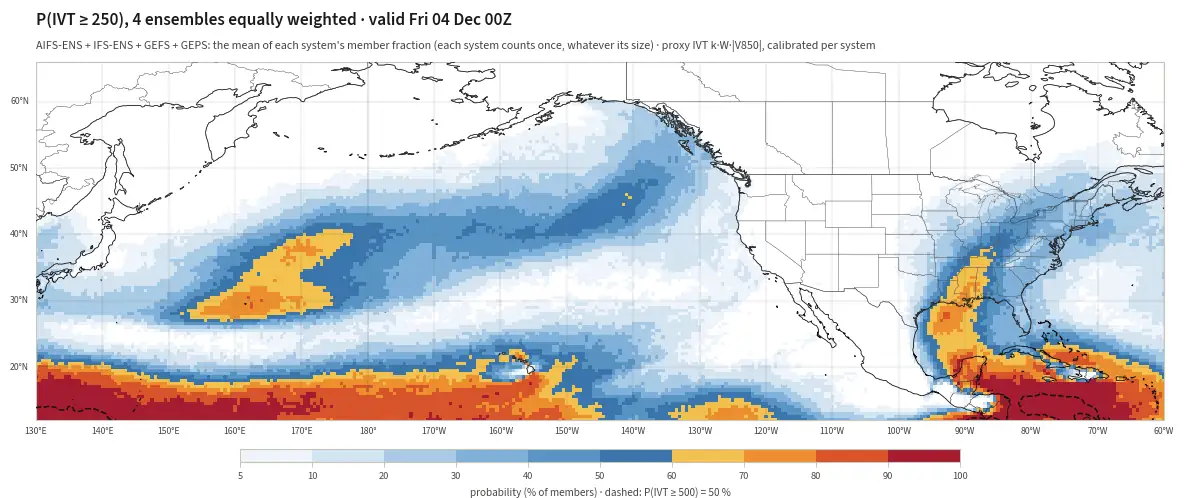 P(IVT ≥ 250), 4 ensembles equally weighted · valid Fri 04 Dec 00Z
AIFS-ENS + IFS-ENS + GEFS + GEPS: the mean of each system's member fraction (each system counts once, whatever its size) · proxy IVT k·W·|V850|, calibrated per system
60°N
50°N
40°N
30°N
20°N
130°E 140°E 150°E 160°E 170°E 180° 170°W 160°W 150°W 140°W 130°W 120°W 110°W 100°W 90°W 80°W 70°W 60°W
5 10 20 30 40 50 60 70 80 90 100
probability (% of members) · dashed: P(IVT ≥ 500) = 50 %